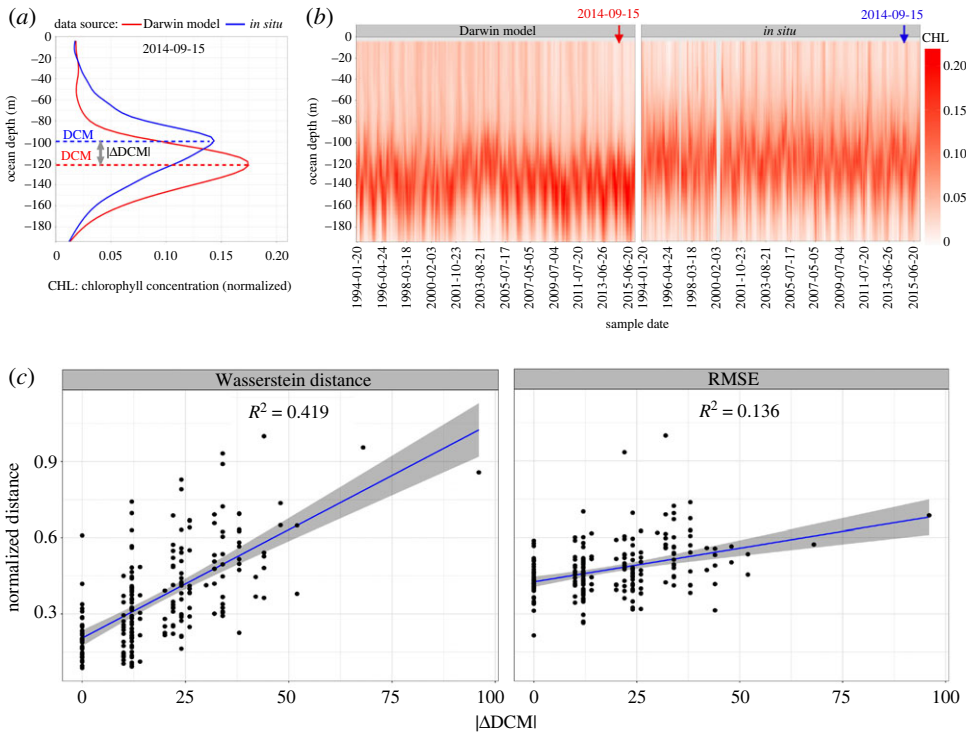 (a)
data source: Darwin model in situ
2014-09-15
0
−20
−40
−60
−80
−100
−120
−140
−160
−180
ocean depth (m)
DCM
|ΔDCM|
DCM
0 0.05 0.10 0.15 0.20
CHL: chlorophyll concentration (normalized)
(b)
2014-09-15 2014-09-15
Darwin model in situ
CHL
0
−20
−40
−60
−80
−100
−120
−140
−160
−180
ocean depth (m)
0.20
0.15
0.10
0.05
0
1994-01-20 1996-04-24 1998-03-18 2000-02-03 2001-10-23 2003-08-21 2005-07-17 2007-05-05 2009-07-04 2011-20-07 2013-06-26 2015-06-20
1994-01-20 1996-04-24 1998-03-18 2000-02-03 2001-10-23 2003-08-21 2005-07-17 2007-05-05 2009-07-04 2011-20-07 2013-06-26 2015-06-20
sample date
(c)
Wasserstein distance RMSE
R² = 0.419 R² = 0.136
0.9
0.6
0.3
normalized distance
0 25 50 75 100 0 25 50 75 100
|ΔDCM|